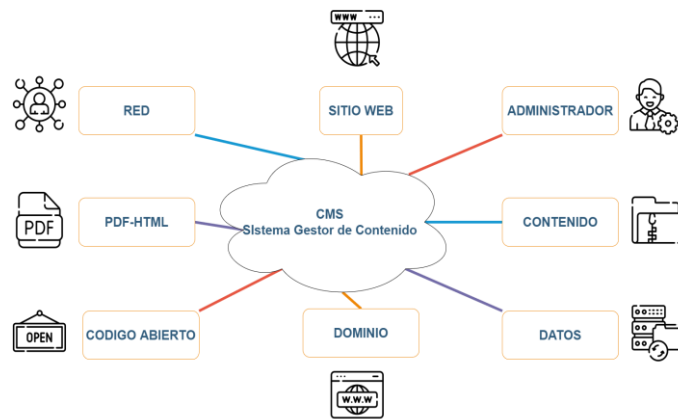 WWW
RED
SITIO WEB
ADMINISTRADOR
PDF
PDF-HTML
CMS
SIstema Gestor de Contenido
CONTENIDO
OPEN
CODIGO ABIERTO
DOMINIO
DATOS
W.W.W